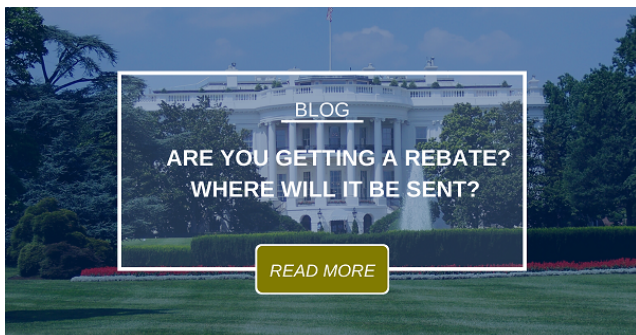 BLOG
ARE YOU GETTING A REBATE?
WHERE WILL IT BE SENT?
READ MORE